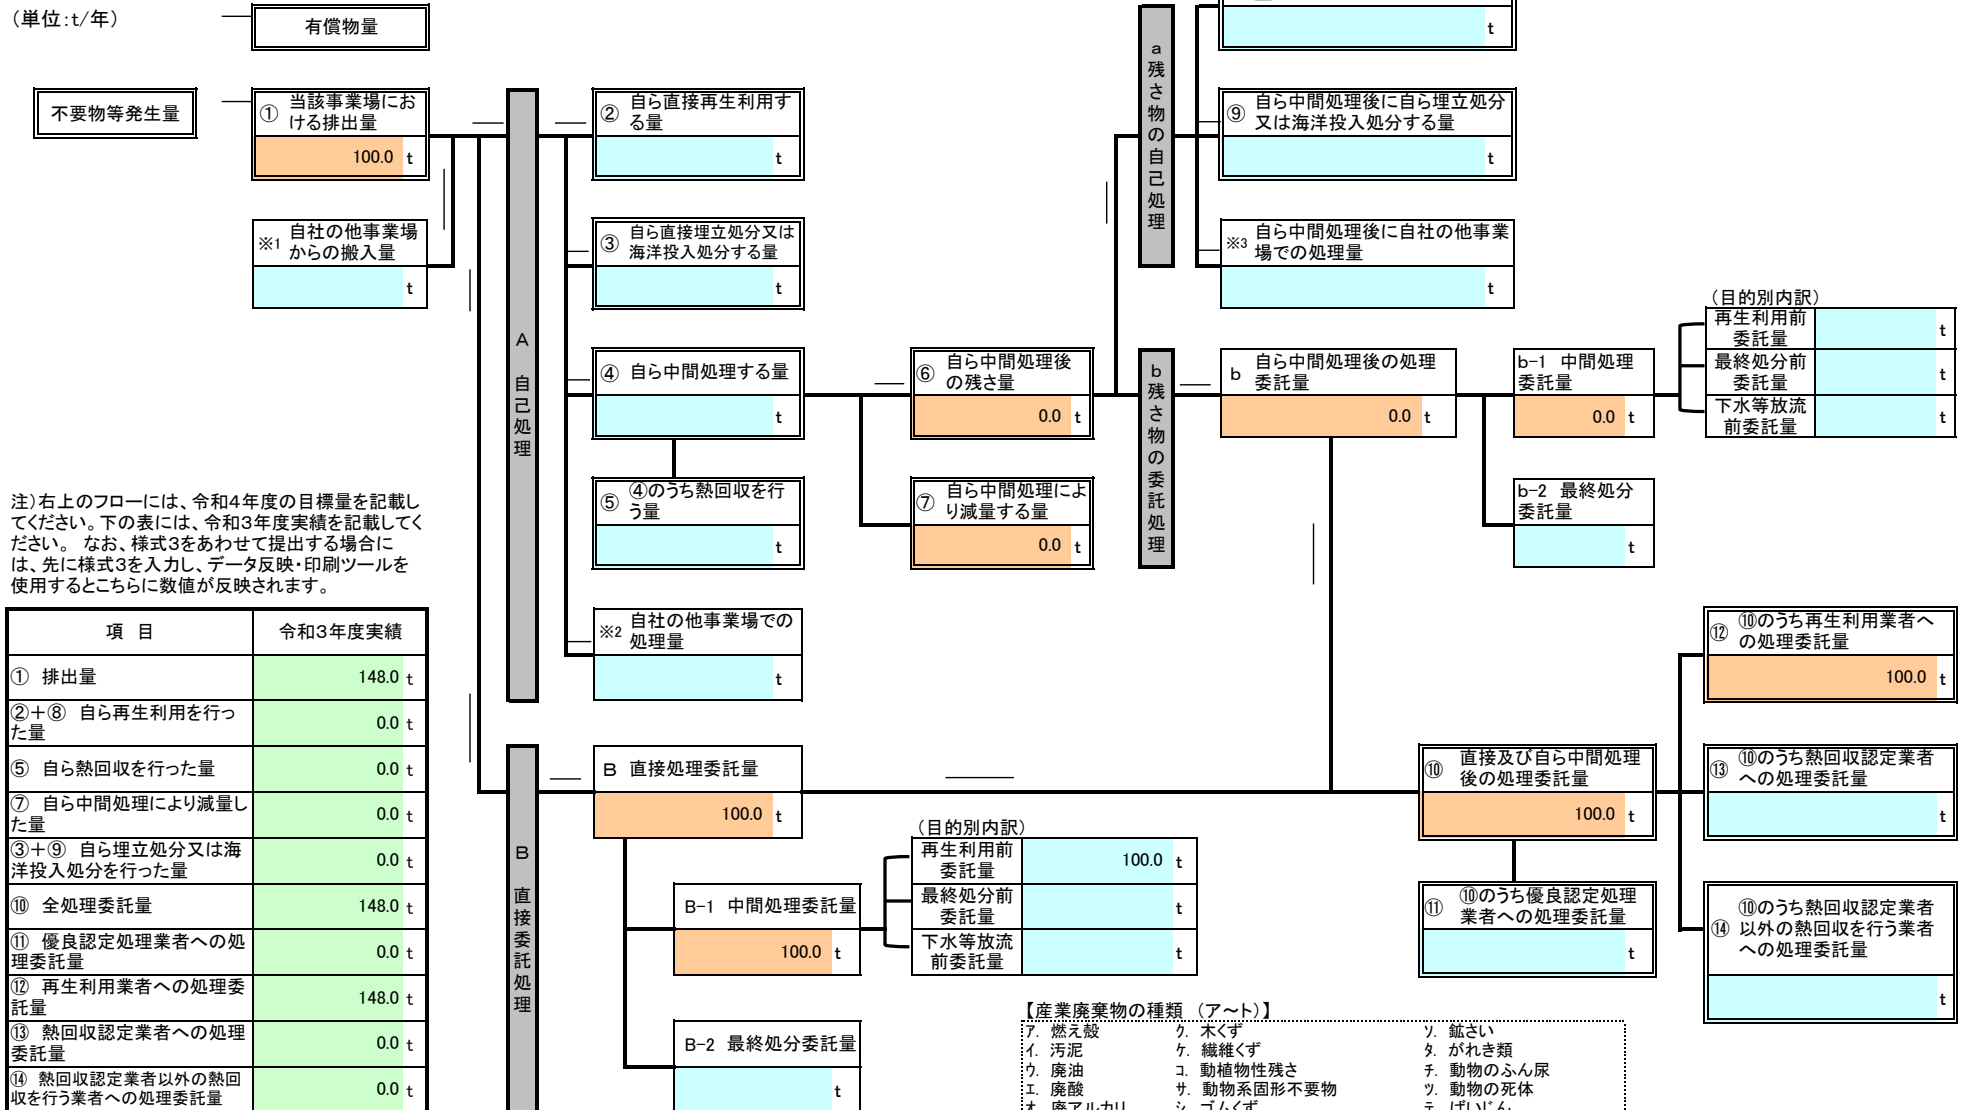 （単位：t/年）
有償物量
t
不要物等発生量
① 当該事業場にお
ける排出量
100.0 t
※1 自社の他事業場
からの搬入量
t
A 自己処理
② 自ら直接再生利用す
る量
t
③ 自ら直接埋立処分又は
海洋投入処分する量
t
④ 自ら中間処理する量
t
⑤ ④のうち熱回収を行
う量
t
※2 自社の他事業場での
処理量
t
⑥ 自ら中間処理後
の残さ量
0.0 t
⑦ 自ら中間処理によ
り減量する量
0.0 t
a 残さ物の自己処理
⑨ 自ら中間処理後に自ら埋立処分
又は海洋投入処分する量
t
※3 自ら中間処理後に自社の他事業
場での処理量
t
b 残さ物の委託処理
b 自ら中間処理後の処理
委託量
0.0 t
b-1 中間処理
委託量
0.0 t
b-2 最終処分
委託量
t
（目的別内訳）
再生利用前
委託量
t
最終処分前
委託量
t
下水等放流
前委託量
t
注）右上のフローには、令和４年度の目標量を記載し
てください。下の表には、令和３年度実績を記載してく
ださい。 なお、様式３をあわせて提出する場合に
は、先に様式３を入力し、データ反映・印刷ツールを
使用するとこちらに数値が反映されます。
項 目 令和３年度実績
① 排出量 148.0 t
②＋⑧ 自ら再生利用を行っ
た量 0.0 t
⑤ 自ら熱回収を行った量 0.0 t
⑦ 自ら中間処理により減量し
た量 0.0 t
③＋⑨ 自ら埋立処分又は海
洋投入処分を行った量 0.0 t
⑩ 全処理委託量 148.0 t
⑪ 優良認定処理業者への処
理委託量 0.0 t
⑫ 再生利用業者への処理委
託量 148.0 t
⑬ 熱回収認定業者への処理
委託量 0.0 t
⑭ 熱回収認定業者以外の熱回
収を行う業者への処理委託量 0.0 t
B 直接委託処理
B 直接処理委託量
100.0 t
B-1 中間処理委託量
100.0 t
B-2 最終処分委託量
t
（目的別内訳）
再生利用前
委託量
100.0 t
最終処分前
委託量
t
下水等放流
前委託量
t
⑩ 直接及び自ら中間処理
後の処理委託量
100.0 t
⑪ ⑩のうち優良認定処理
業者への処理委託量
t
⑫ ⑩のうち再生利用業者へ
の処理委託量
100.0 t
⑬ ⑩のうち熱回収認定業者
への処理委託量
t
⑭ ⑩のうち熱回収認定業者
以外の熱回収を行う業者
への処理委託量
t
【産業廃棄物の種類 （ア～ト）】
ｱ. 燃え殻 ｸ. 木くず ｿ. 鉱さい
ｲ. 汚泥 ｹ. 繊維くず ﾀ. がれき類
ｳ. 廃油 ｺ. 動植物性残さ ﾁ. 動物のふん尿
ｴ. 廃酸 ｻ. 動物系固形不要物 ﾂ. 動物の死体
ｵ. 廃アルカリ ｼ. ゴムくず ﾃ. ばいじん